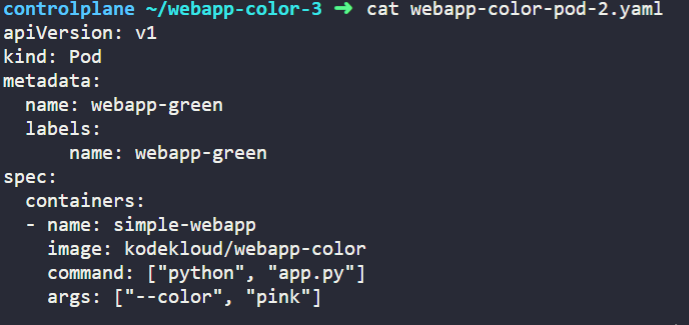 controlplane ~/webapp-color-3 ➜ cat webapp-color-pod-2.yaml
apiVersion: v1
kind: Pod
metadata:
  name: webapp-green
  labels:
      name: webapp-green
spec:
  containers:
  - name: simple-webapp
    image: kodekloud/webapp-color
    command: ["python", "app.py"]
    args: ["--color", "pink"]